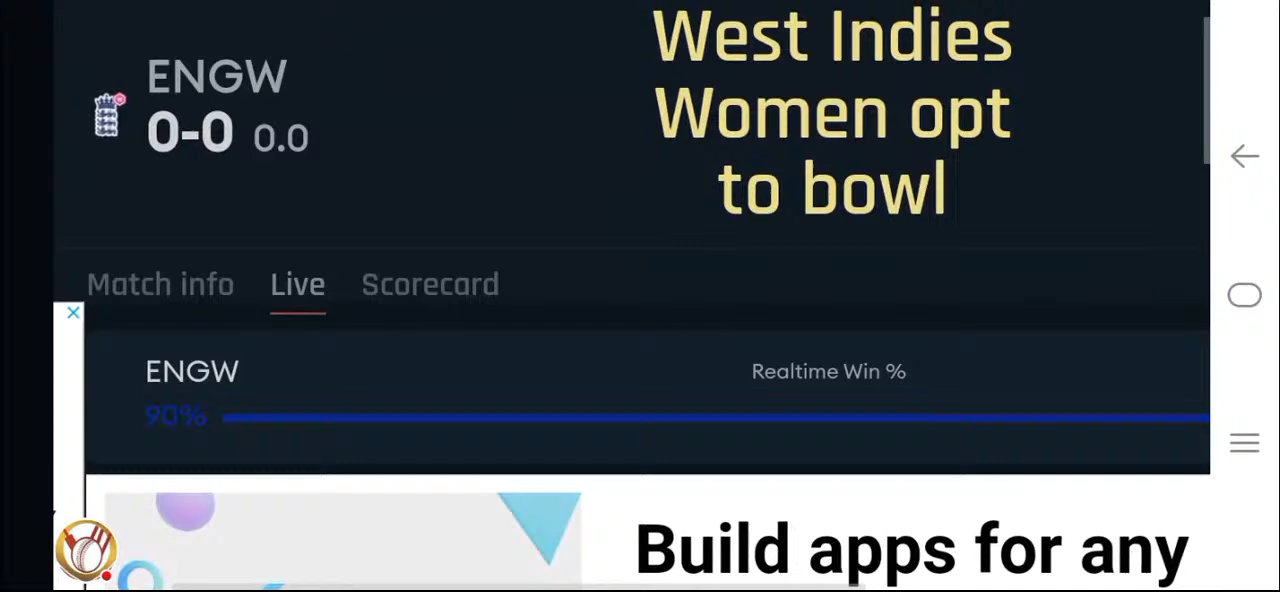 ENGW
0-0 0.0
West Indies
Women opt
to bowl
Match info Live Scorecard
ENGW Realtime Win %
90%
Build apps for any